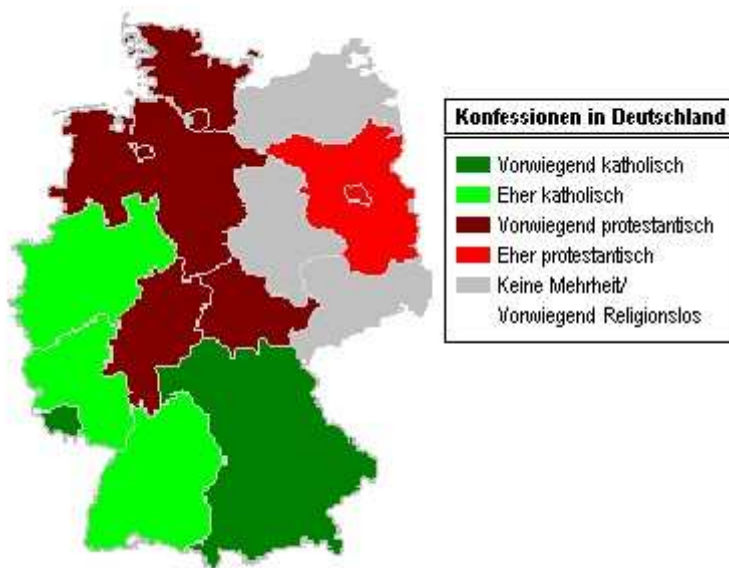 Konfessionen in Deutschland
Vorwiegend katholisch
Eher katholisch
Vorwiegend protestantisch
Eher protestantisch
Keine Mehrheit/
Vorwiegend Religionslos